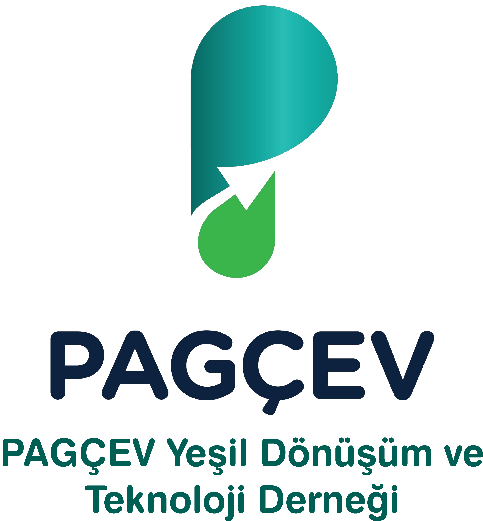 PAGÇEV
PAGÇEV Yeşil Dönüşüm ve
Teknoloji Derneği